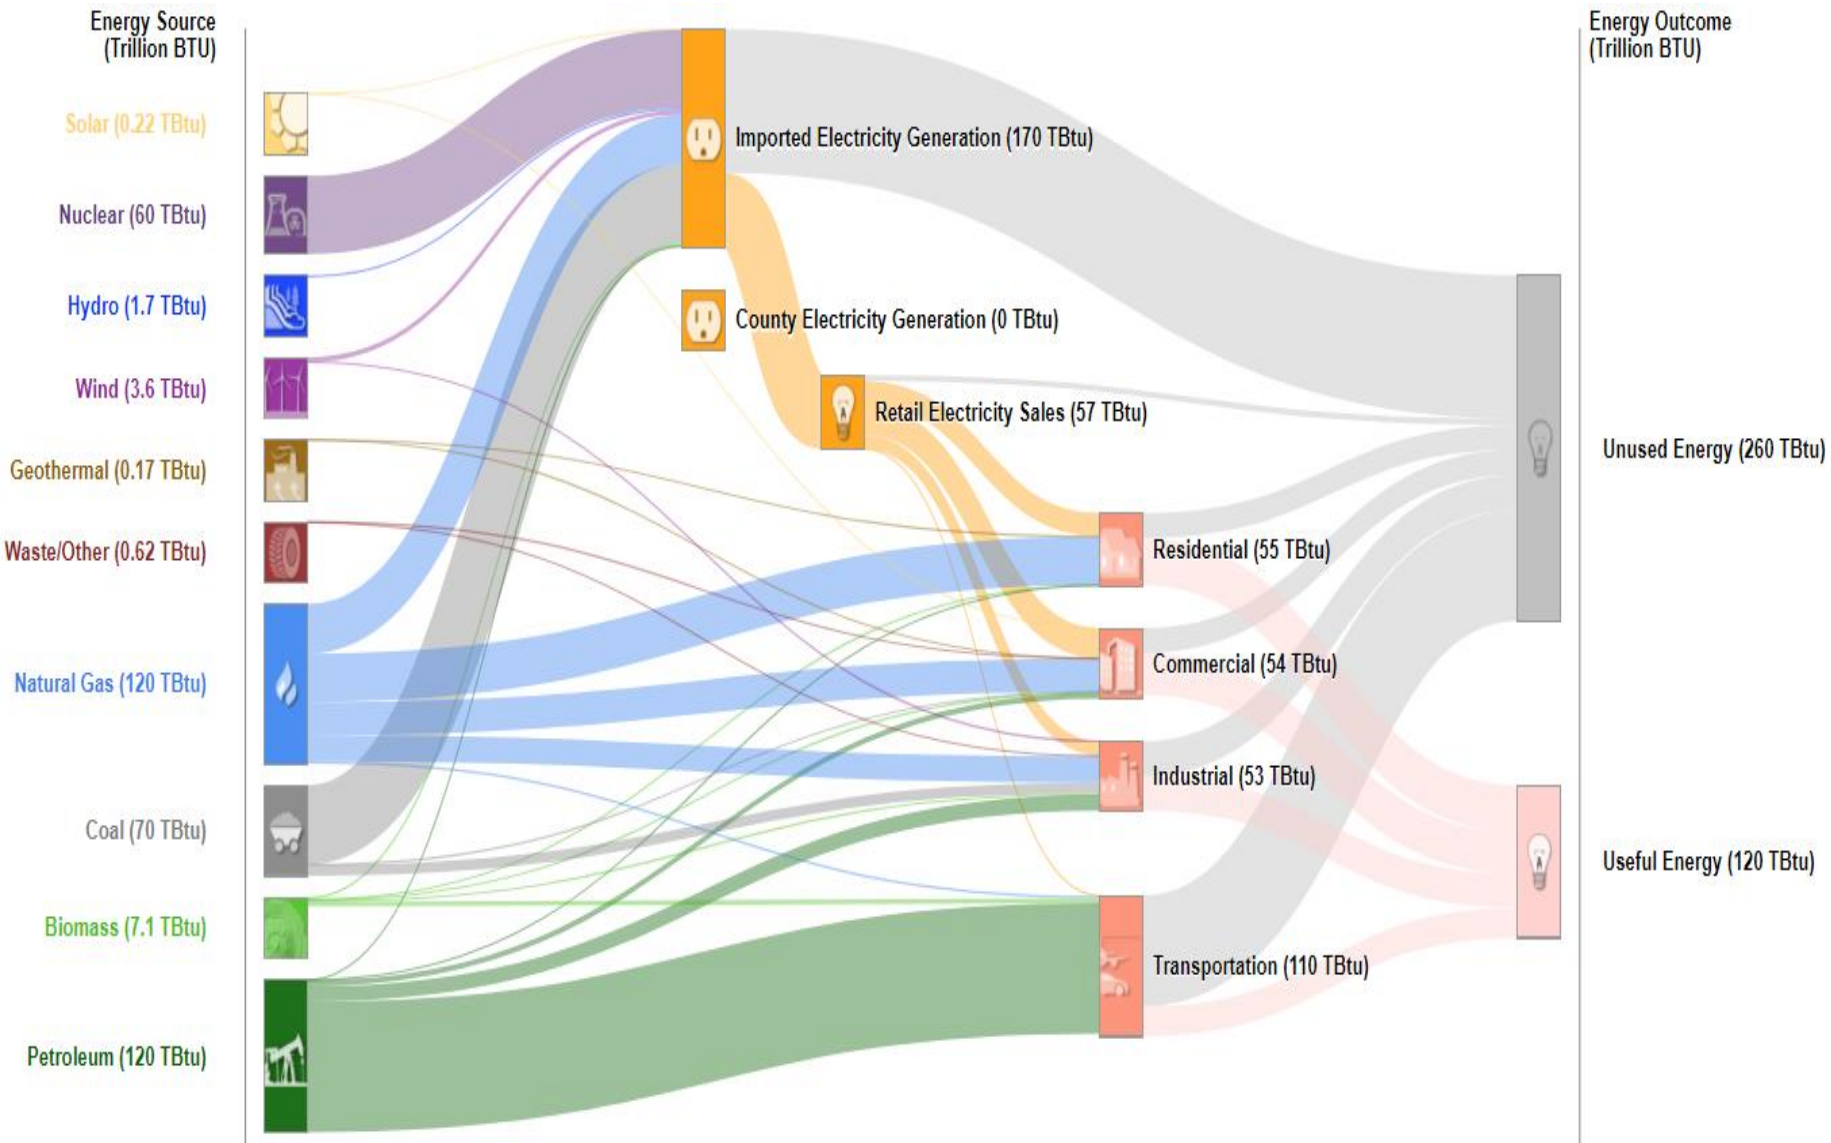 Energy Source
(Trillion BTU)
Energy Outcome
(Trillion BTU)
Solar (0.22 TBtu)
Imported Electricity Generation (170 TBtu)
Nuclear (60 TBtu)
Hydro (1.7 TBtu)
County Electricity Generation (0 TBtu)
Wind (3.6 TBtu)
Retail Electricity Sales (57 TBtu)
Unused Energy (260 TBtu)
Geothermal (0.17 TBtu)
Waste/Other (0.62 TBtu)
Residential (55 TBtu)
Commercial (54 TBtu)
Natural Gas (120 TBtu)
Industrial (53 TBtu)
Coal (70 TBtu)
Useful Energy (120 TBtu)
Biomass (7.1 TBtu)
Transportation (110 TBtu)
Petroleum (120 TBtu)